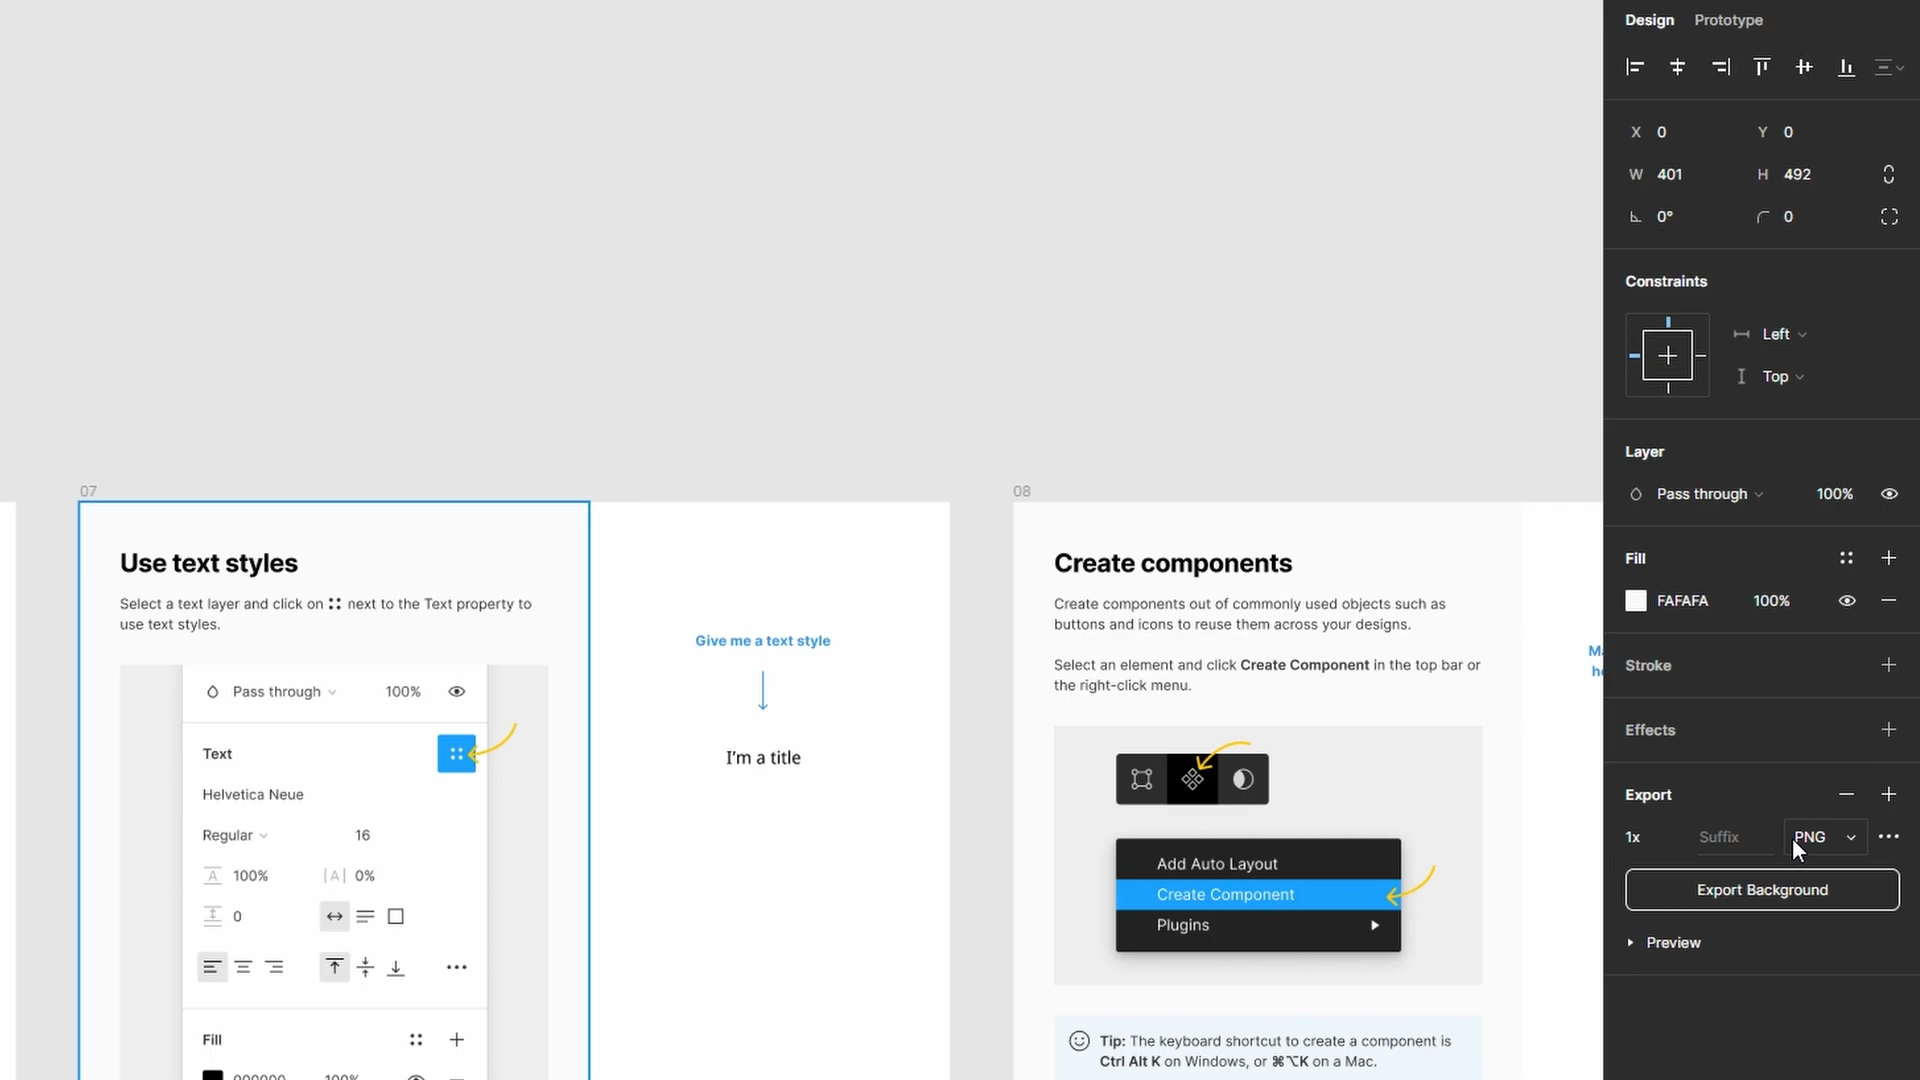 Design Prototype
X 0 Y 0
W 401 H 492
0° 0
Constraints
Left
Top
Layer
Pass through 100%
Fill
FAFAFA 100%
Stroke
Effects
Export
1x Suffix PNG
Export Background
Preview
07
Use text styles
Select a text layer and click on next to the Text property to
use text styles.
Pass through 100%
Text
Helvetica Neue
Regular 16
A 100% |A| 0%
0
Fill
000000 100%
Give me a text style
I'm a title
08
Create components
Create components out of commonly used objects such as
buttons and icons to reuse them across your designs.
Select an element and click Create Component in the top bar or
the right-click menu.
Add Auto Layout
Create Component
Plugins
Tip: The keyboard shortcut to create a component is
Ctrl Alt K on Windows, or ⌘⌥K on a Mac.